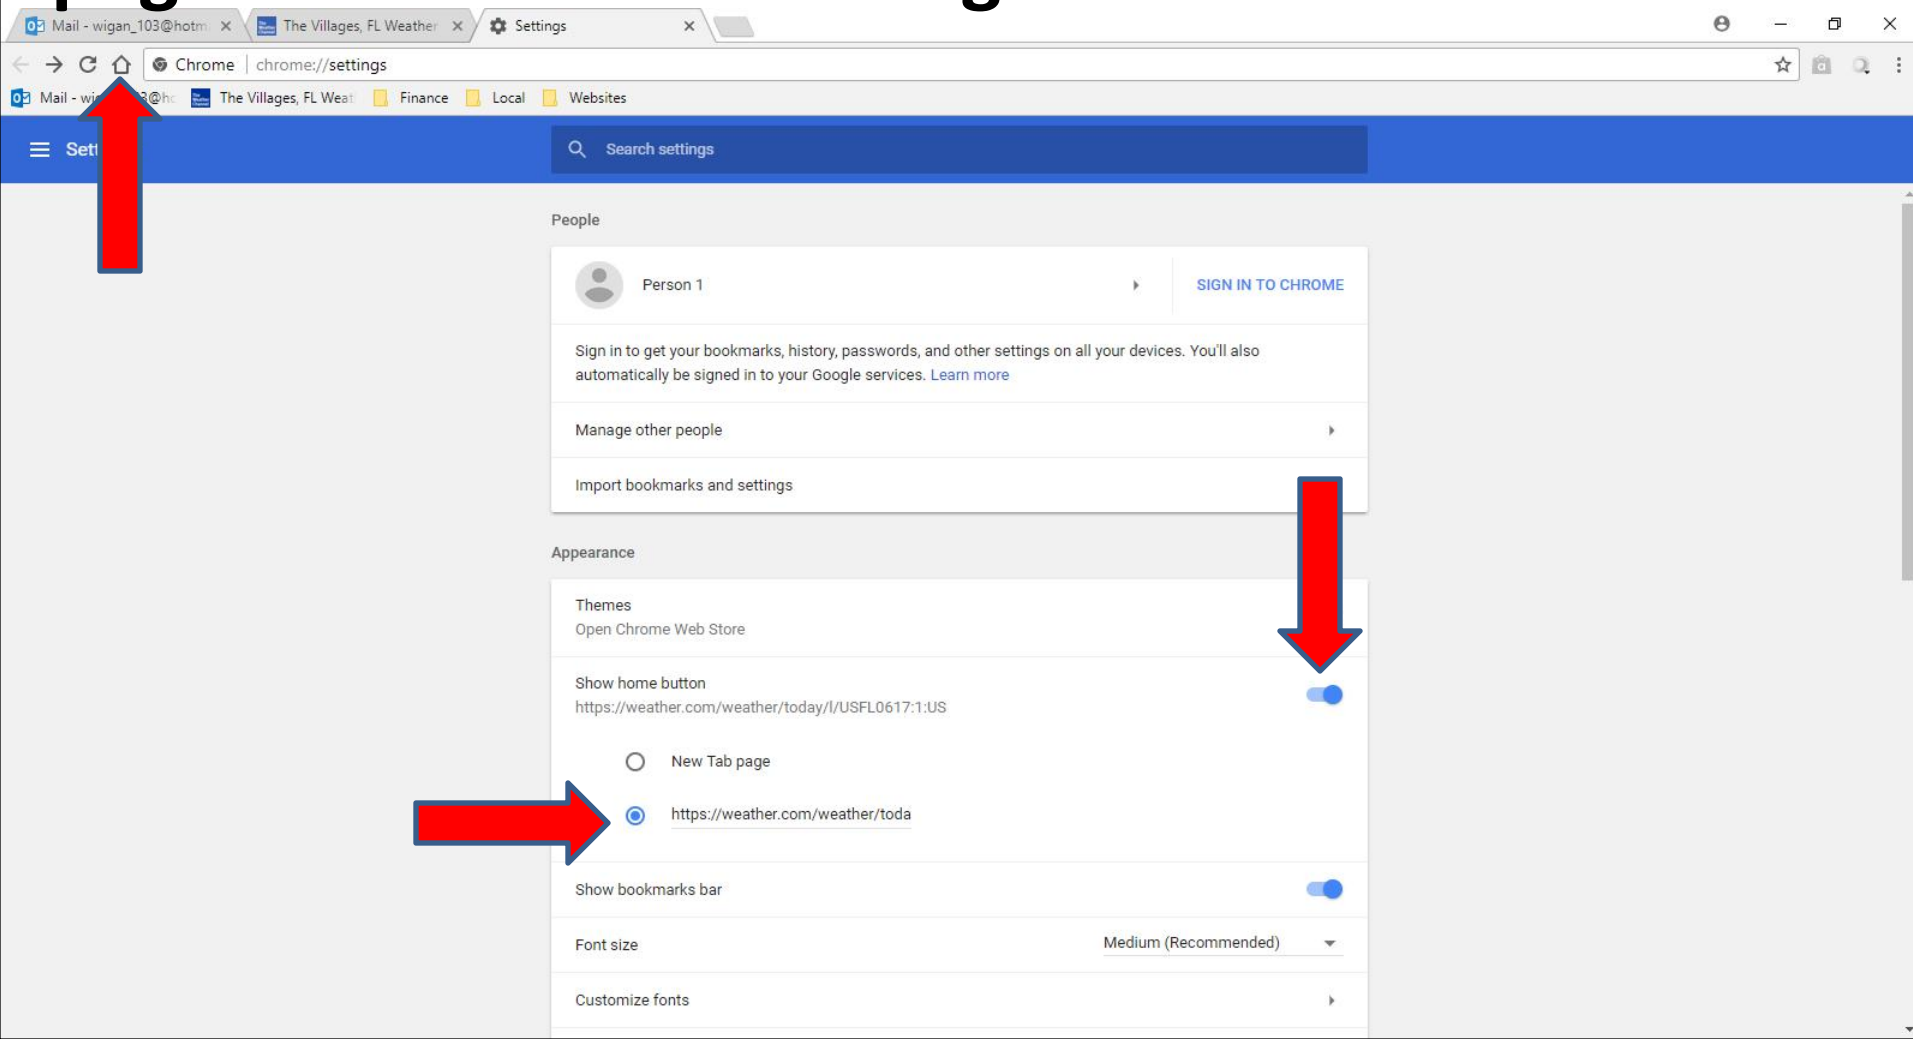 Mail - wigan_103@hotm
The Villages, FL Weather
Settings
Chrome
chrome://settings
Mail - 
The Villages, FL Weat
Finance
Local
Websites
Search settings
People
Person 1
SIGN IN TO CHROME
Sign in to get your bookmarks, history, passwords, and other settings on all your devices. You'll also
automatically be signed in to your Google services. Learn more
Manage other people
Import bookmarks and settings
Appearance
Themes
Open Chrome Web Store
Show home button
https://weather.com/weather/today/l/USFL0617:1:US
New Tab page
https://weather.com/weather/toda
Show bookmarks bar
Font size
Medium (Recommended)
Customize fonts